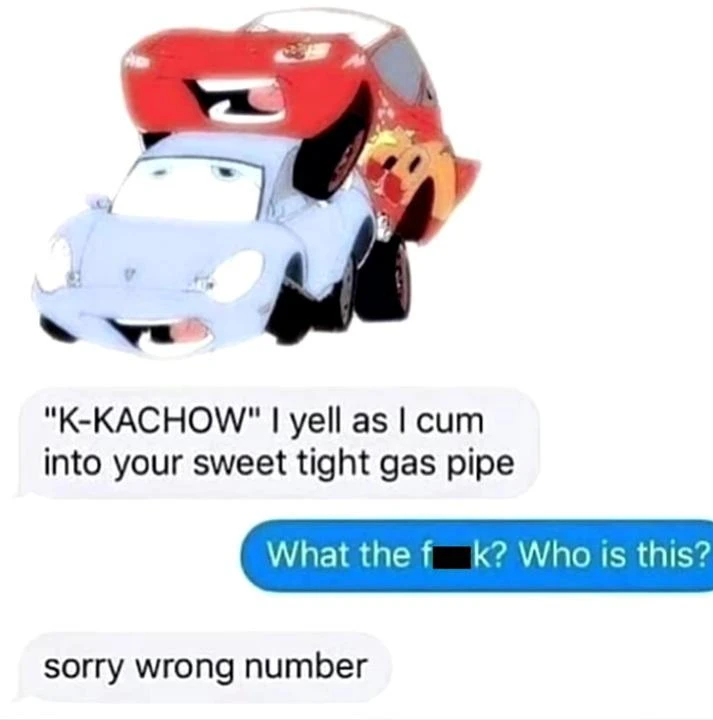 "K-KACHOW" I yell as I cum
into your sweet tight gas pipe
What the f k? Who is this?
sorry wrong number